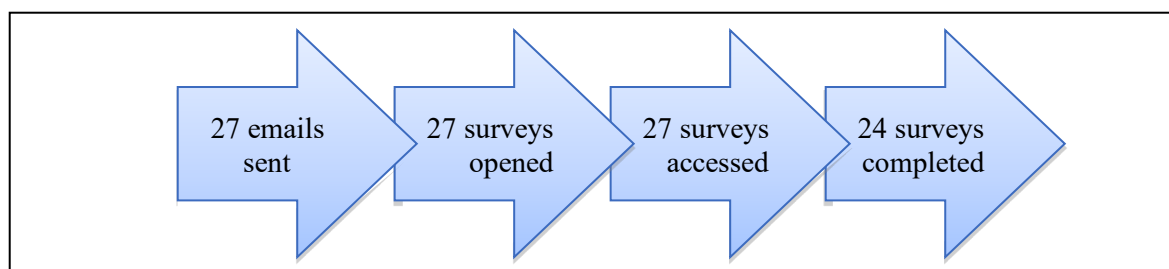 27 emails
sent
27 surveys
opened
27 surveys
accessed
24 surveys
completed